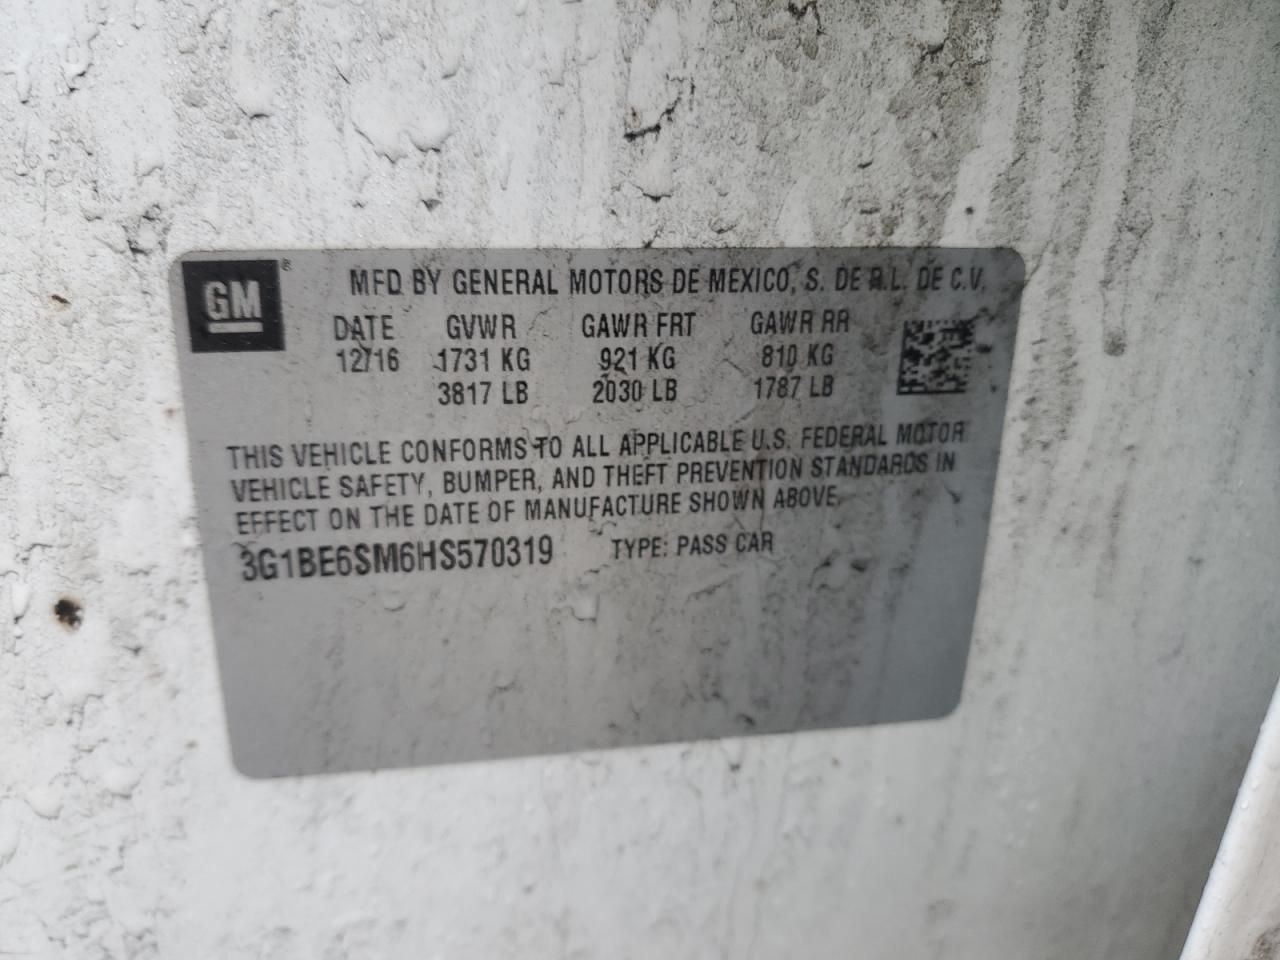 GM®
MFD BY GENERAL MOTORS DE MEXICO, S. DE R.L. DE C.V.
DATE GVWR GAWR FRT GAWR RR
12/16 1731 KG 921 KG 810 KG
3817 LB 2030 LB 1787 LB
THIS VEHICLE CONFORMS TO ALL APPLICABLE U.S. FEDERAL MOTOR
VEHICLE SAFETY, BUMPER, AND THEFT PREVENTION STANDARDS IN
EFFECT ON THE DATE OF MANUFACTURE SHOWN ABOVE.
3G1BE6SM6HS570319 TYPE: PASS CAR